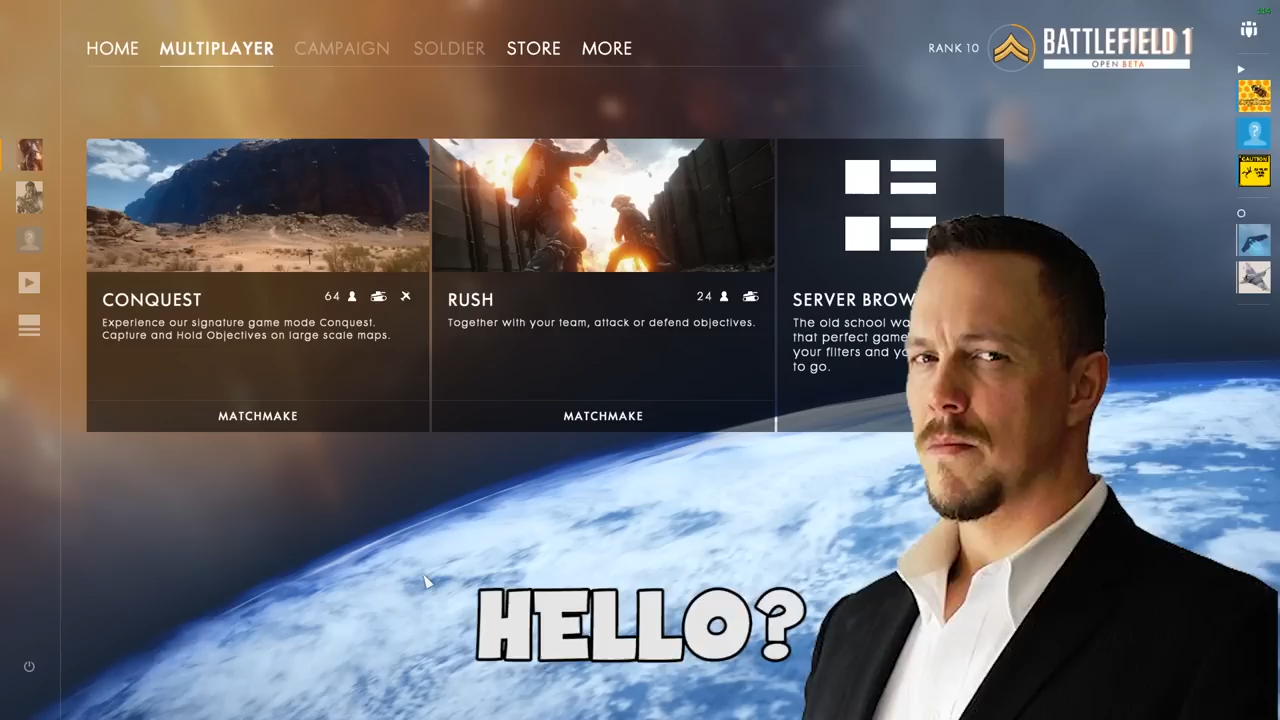 114
HOME MULTIPLAYER CAMPAIGN SOLDIER STORE MORE
RANK 10
BATTLEFIELD 1
OPEN BETA
CONQUEST
64
Experience our signature game mode Conquest.
Capture and Hold Objectives on large scale maps.
MATCHMAKE
RUSH
24
Together with your team, attack or defend objectives.
MATCHMAKE
SERVER BROW
The old school wa
that perfect game
your filters and yo
to go.
CAUTION
HELLO?